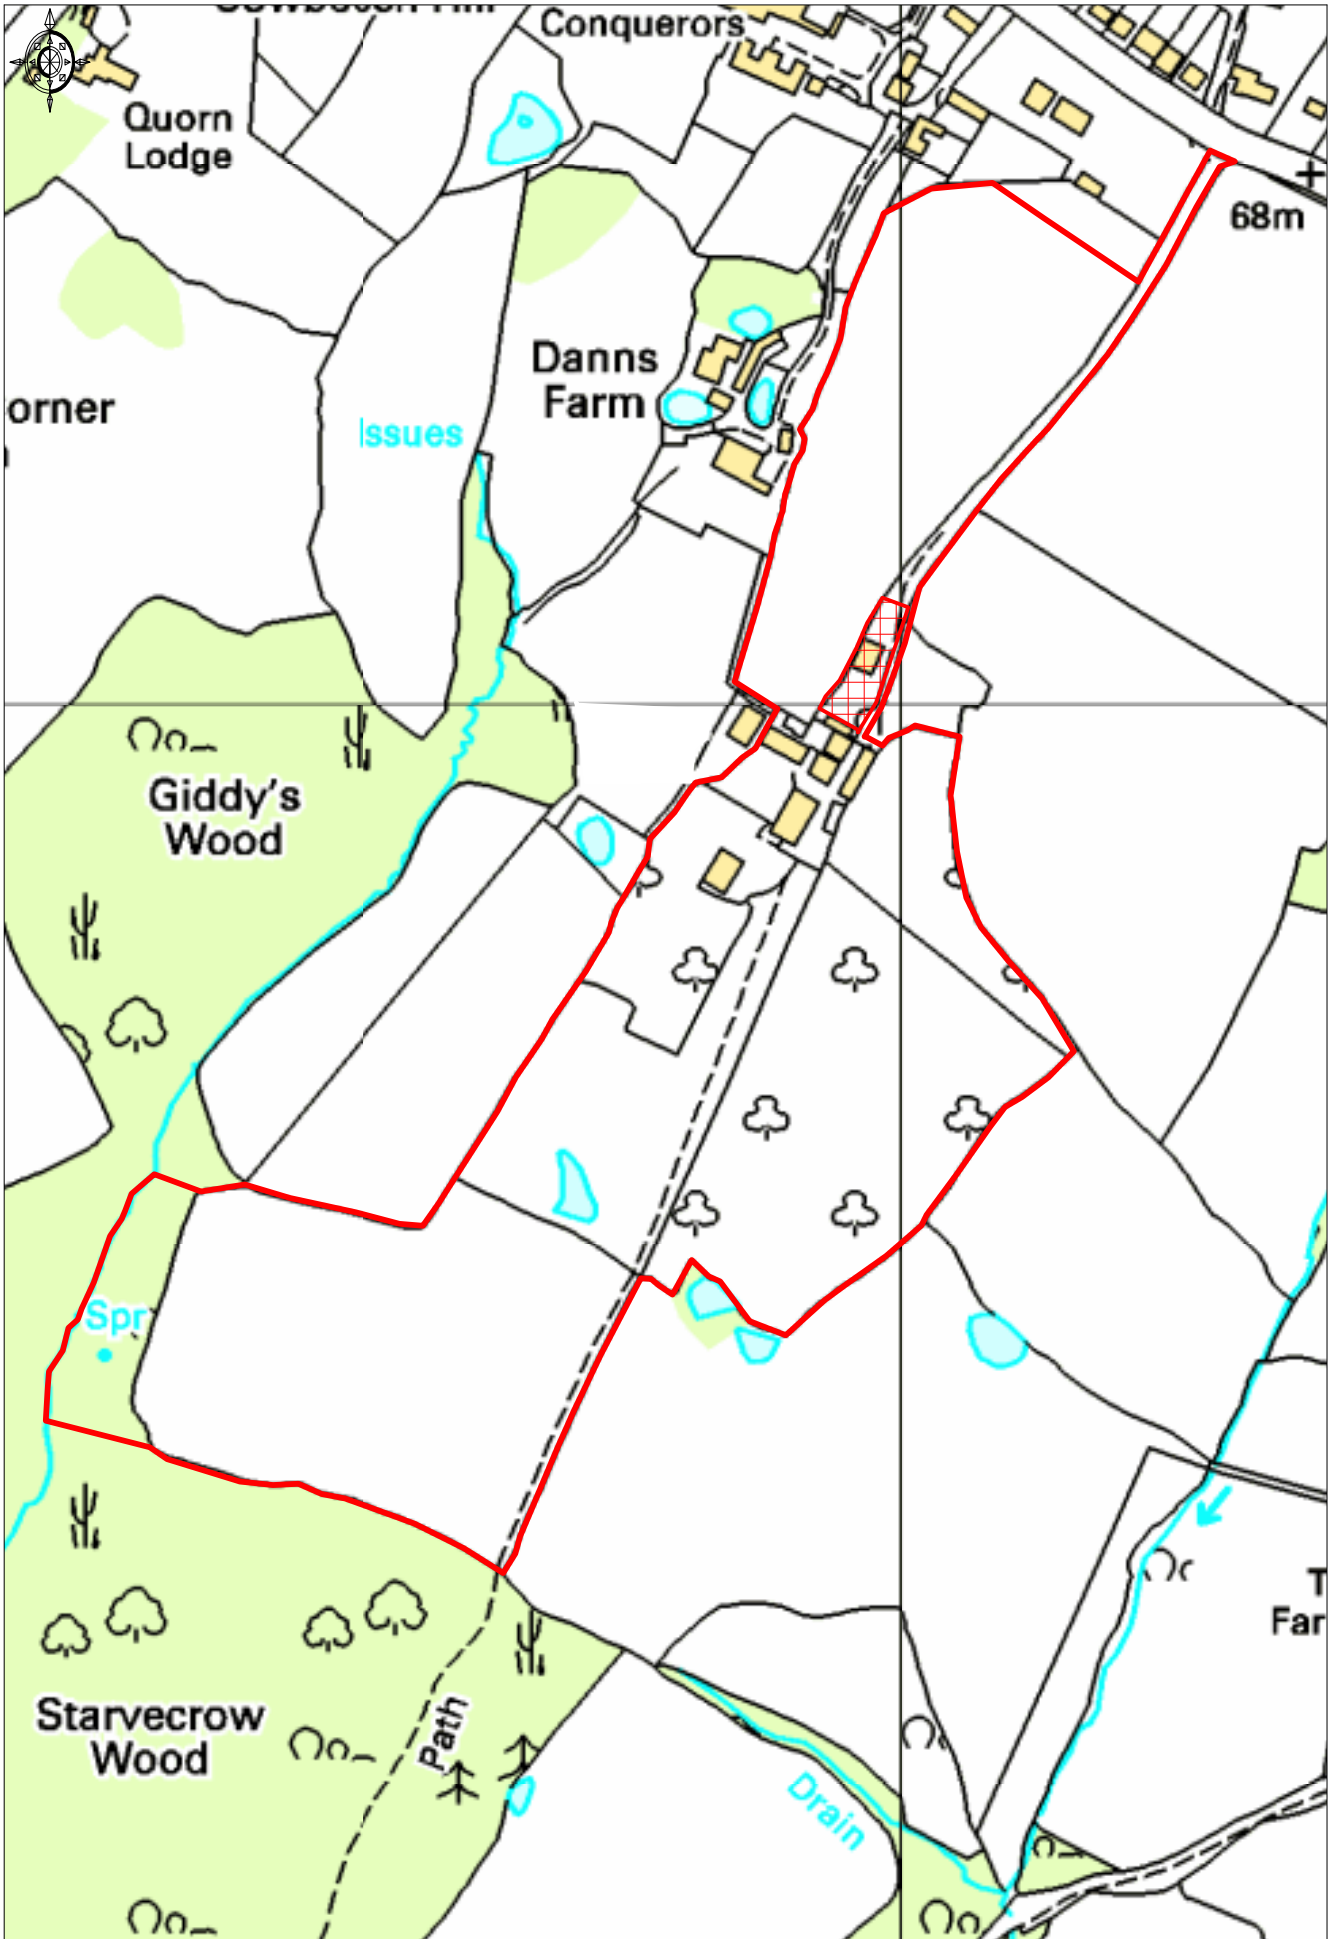 Conquerors
Quorn
Lodge
68m
Danns
Farm
orner
Issues
Giddy's
Wood
Spr
Starvecrow
Wood
Path
Drain
T
Far